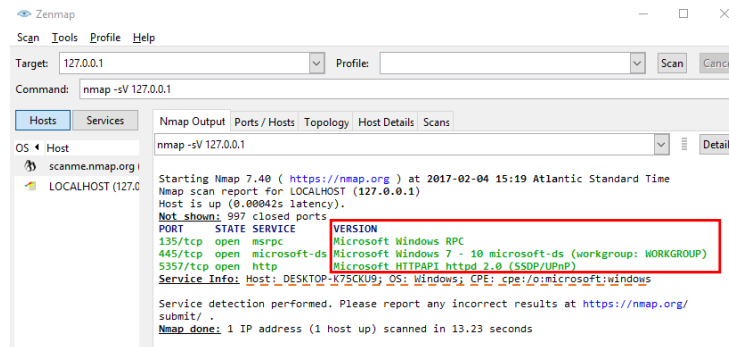 Zenmap
Scan Tools Profile Help
Target: 127.0.0.1 Profile: Scan
Command: nmap -sV 127.0.0.1
Hosts Services Nmap Output Ports / Hosts Topology Host Details Scans
OS Host nmap -sV 127.0.0.1
scanme.nmap.org
LOCALHOST (127.0
Starting Nmap 7.40 ( https://nmap.org ) at 2017-02-04 15:19 Atlantic Standard Time
Nmap scan report for LOCALHOST (127.0.0.1)
Host is up (0.00042s latency).
Not shown: 997 closed ports
PORT STATE SERVICE VERSION
135/tcp open msrpc Microsoft Windows RPC
445/tcp open microsoft-ds Microsoft Windows 7 - 10 microsoft-ds (workgroup: WORKGROUP)
5357/tcp open http Microsoft HTTPAPI httpd 2.0 (SSDP/UPnP)
Service Info: Host: DESKTOP-K75CKU9; OS: Windows; CPE: cpe:/o:microsoft:windows
Service detection performed. Please report any incorrect results at https://nmap.org/
submit/ .
Nmap done: 1 IP address (1 host up) scanned in 13.23 seconds